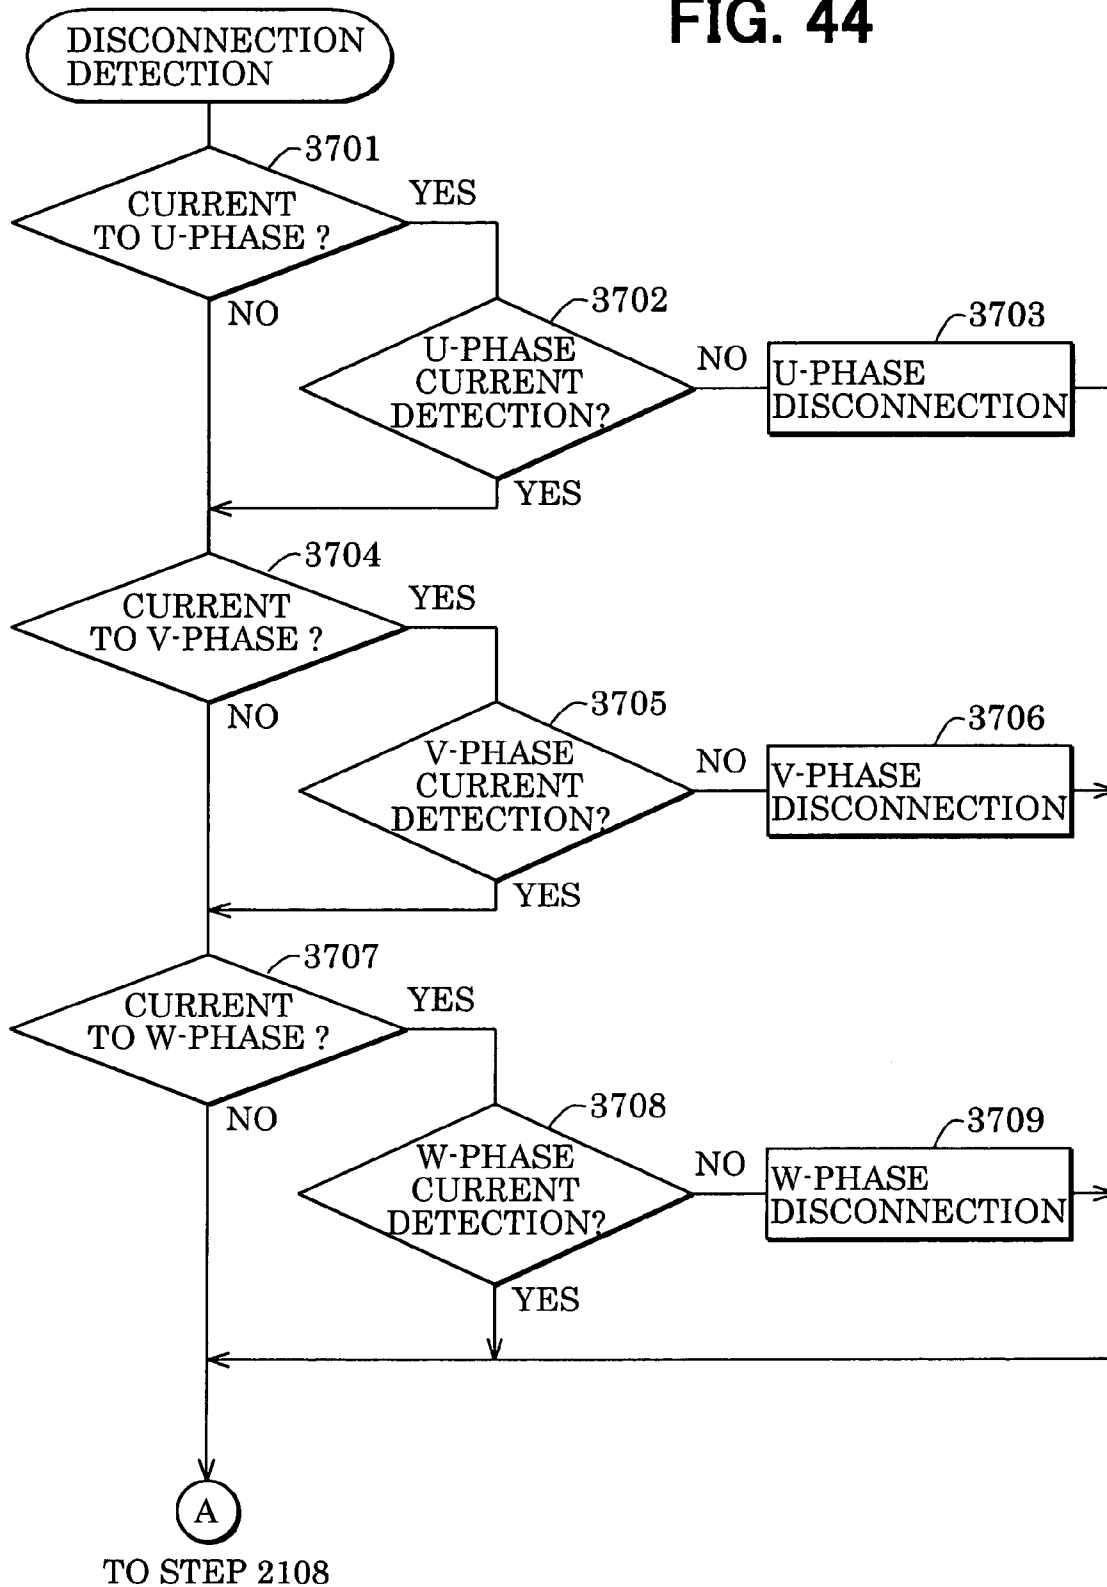 FIG. 44
DISCONNECTION
DETECTION
3701
CURRENT
TO U-PHASE ?
YES
NO
3702
U-PHASE
CURRENT
DETECTION?
NO
YES
3703
U-PHASE
DISCONNECTION
3704
CURRENT
TO V-PHASE ?
YES
NO
3705
V-PHASE
CURRENT
DETECTION?
NO
YES
3706
V-PHASE
DISCONNECTION
3707
CURRENT
TO W-PHASE ?
YES
NO
3708
W-PHASE
CURRENT
DETECTION?
NO
YES
3709
W-PHASE
DISCONNECTION
A
TO STEP 2108